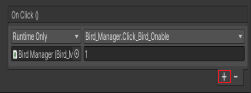 On Click ()
Runtime Only Bird_Manager.Click_Bird_Onable
Bird Manager (Bird_M 1
+ -